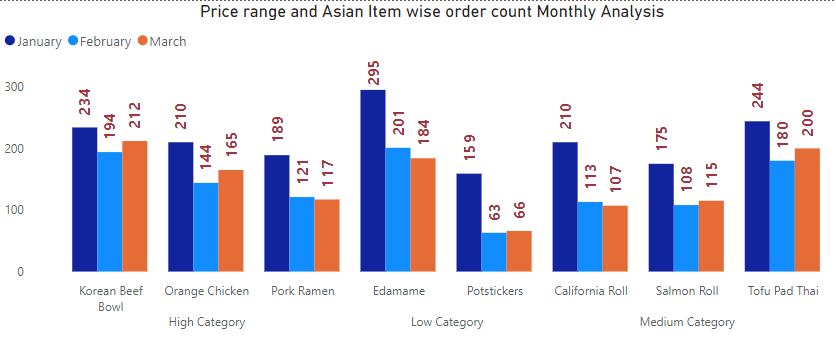 Price range and Asian Item wise order count Monthly Analysis
January February March
300
200
100
0
234 194 212 210 144 165 189 121 117 295 201 184 159 63 66 210 113 107 175 108 115 244 180 200
Korean Beef Bowl Orange Chicken Pork Ramen Edamame Potstickers California Roll Salmon Roll Tofu Pad Thai
High Category Low Category Medium Category